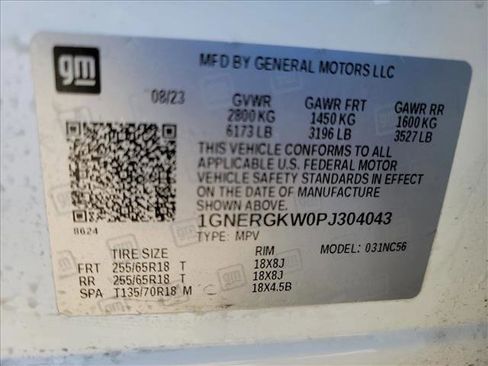 gm
MFD BY GENERAL MOTORS LLC
08/23 GVWR GAWR FRT GAWR RR
2800 KG 1450 KG 1600 KG
6173 LB 3196 LB 3527 LB
THIS VEHICLE CONFORMS TO ALL
APPLICABLE U.S. FEDERAL MOTOR
VEHICLE SAFETY STANDARDS IN EFFECT
ON THE DATE OF MANUFACTURE
SHOWN ABOVE.
8624 1GNERGKW0PJ304043
TYPE: MPV MODEL: 031NC56
TIRE SIZE RIM
FRT 255/65R18 T 18X8J
RR 255/65R18 T 18X8J
SPA T135/70R18 M 18X4.5B